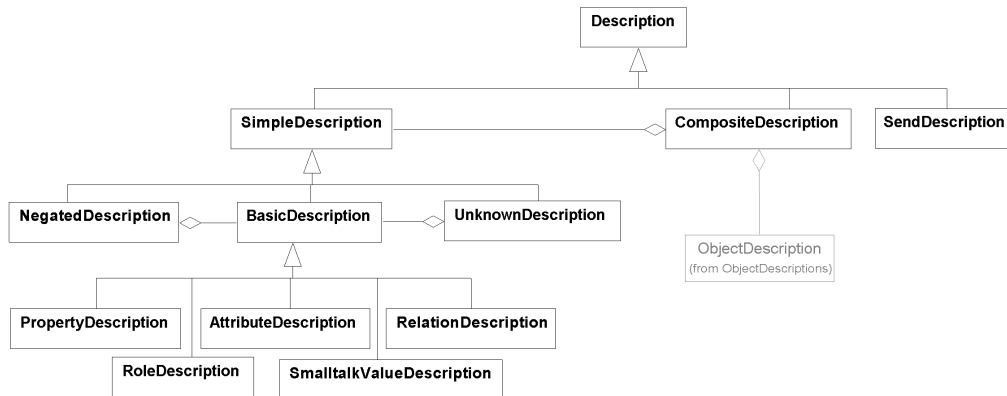 Description
SimpleDescription
CompositeDescription
SendDescription
NegatedDescription
BasicDescription
UnknownDescription
ObjectDescription
(from ObjectDescriptions)
PropertyDescription
AttributeDescription
RelationDescription
RoleDescription
SmalltalkValueDescription